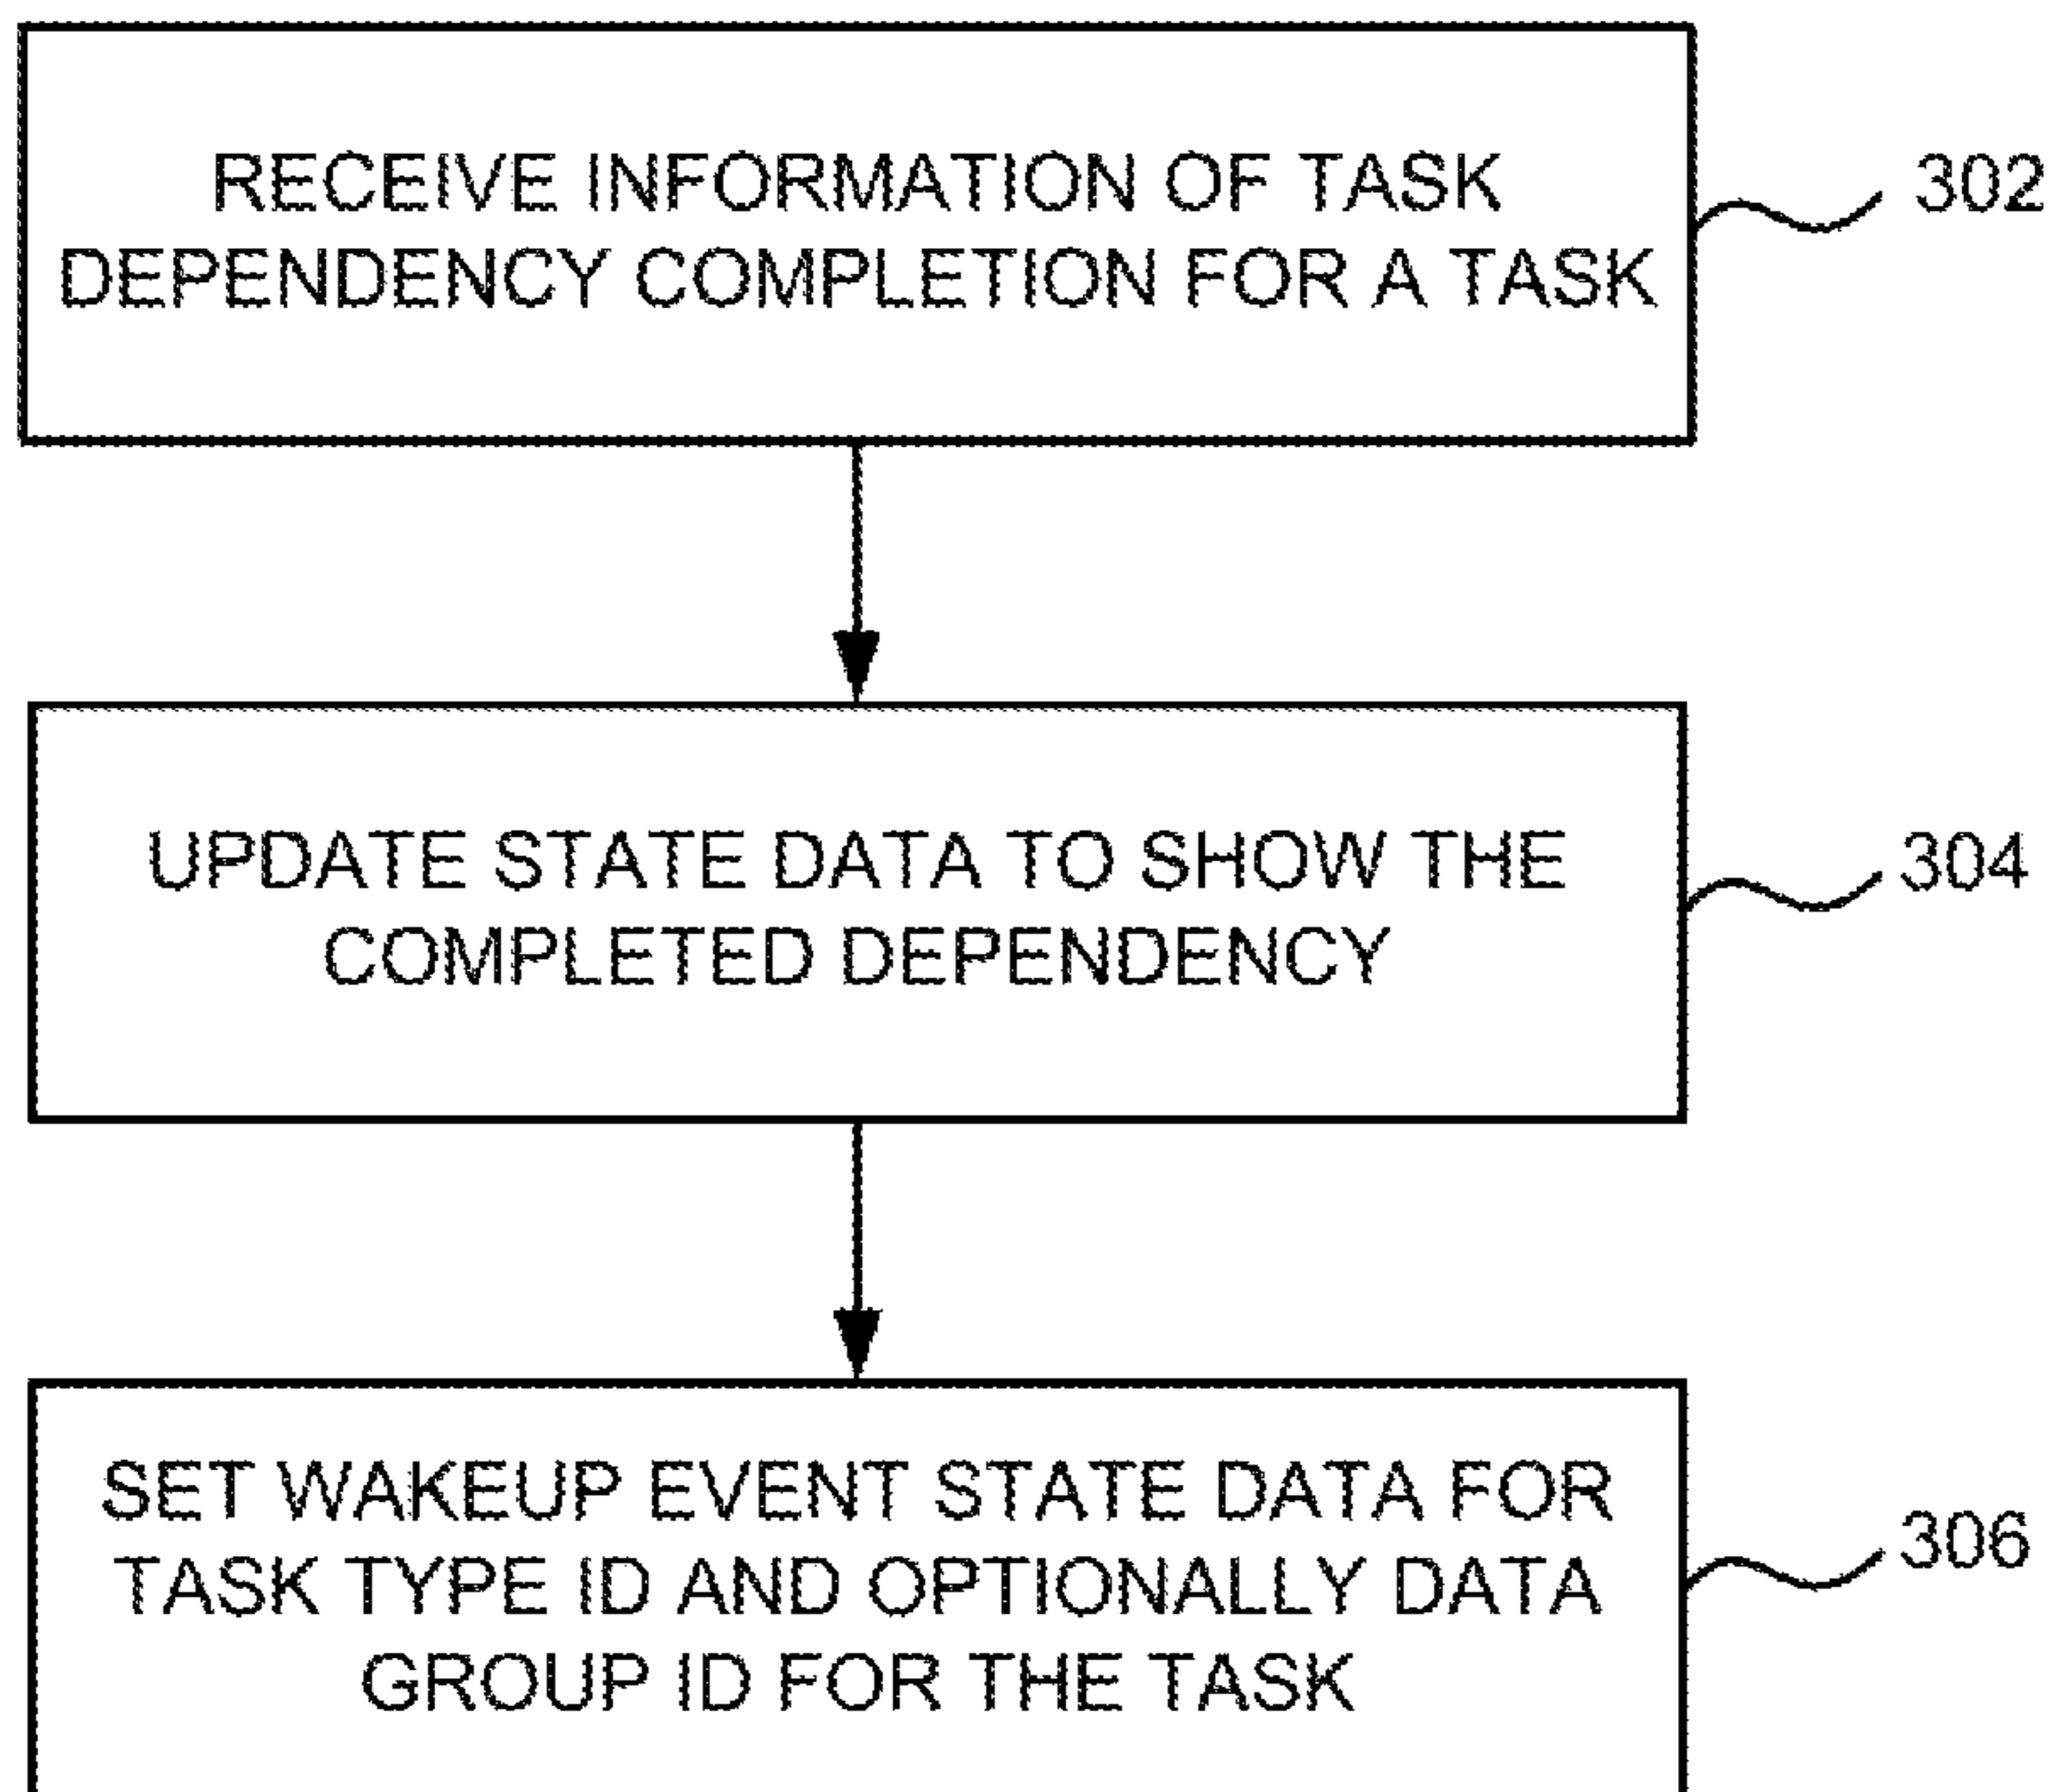 RECEIVE INFORMATION OF TASK
DEPENDENCY COMPLETION FOR A TASK
302
UPDATE STATE DATA TO SHOW THE
COMPLETED DEPENDENCY
304
SET WAKEUP EVENT STATE DATA FOR
TASK TYPE ID AND OPTIONALLY DATA
GROUP ID FOR THE TASK
306